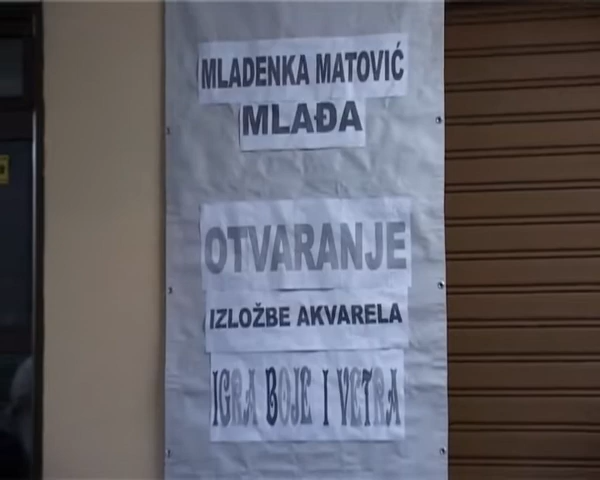 MLADENKA MATOVIĆ
MLAĐA
OTVARANJE
IZLOŽBE AKVARELA
IGRA BOJE I VETRA